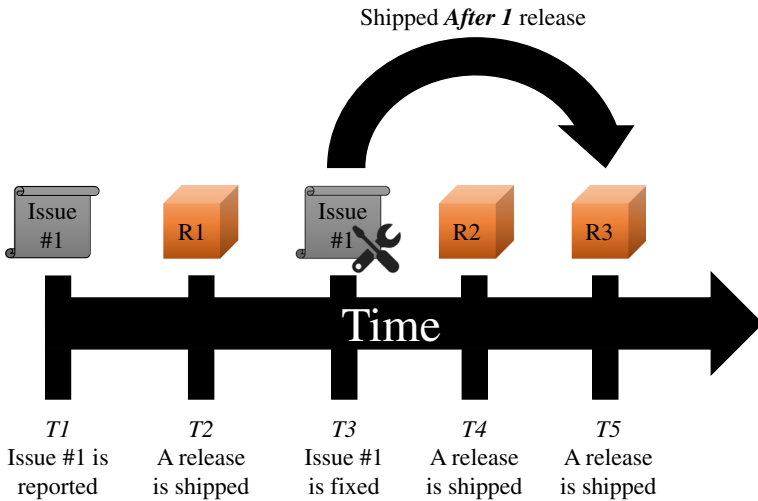 Shipped After 1 release
Issue
#1
R1
Issue
#1
R2
R3
Time
T1
Issue #1 is
reported
T2
A release
is shipped
T3
Issue #1
is fixed
T4
A release
is shipped
T5
A release
is shipped